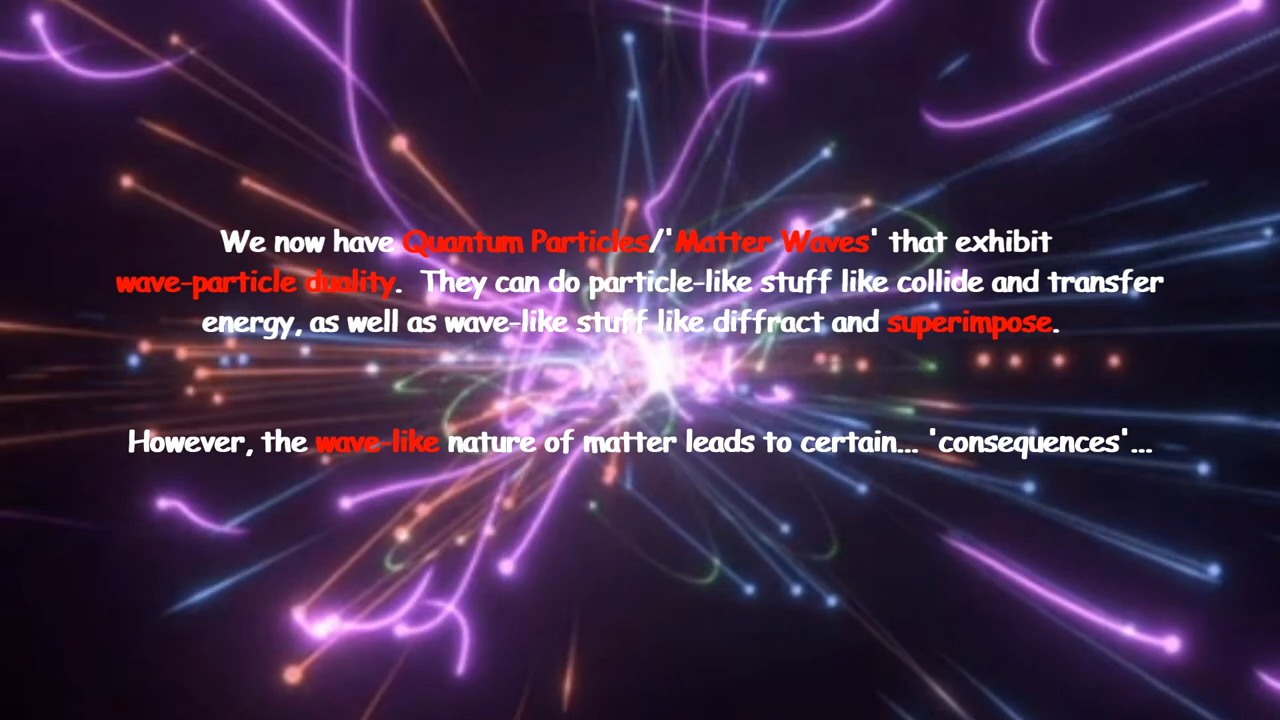 We now have Quantum Particles/'Matter Waves' that exhibit
wave-particle duality.  They can do particle-like stuff like collide and transfer
energy, as well as wave-like stuff like diffract and superimpose.
However, the wave-like nature of matter leads to certain... 'consequences'...